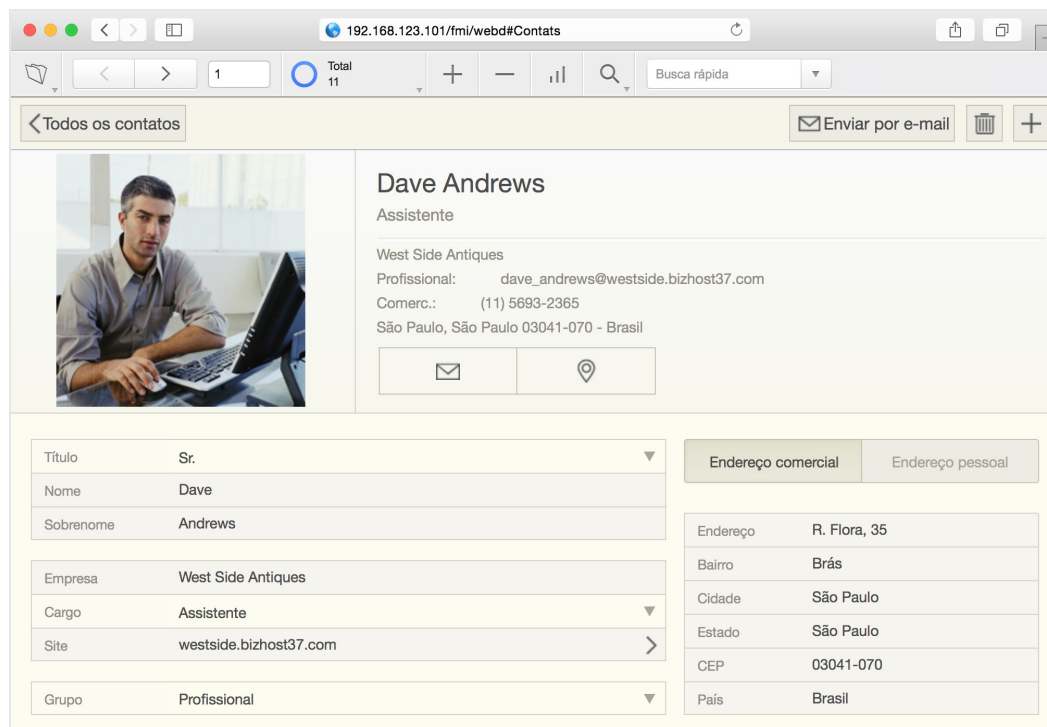 192.168.123.101/fmi/webd#Contats
1
Total
11
Busca rápida
Todos os contatos
Enviar por e-mail
Dave Andrews
Assistente
West Side Antiques
Profissional: dave_andrews@westside.bizhost37.com
Comerc.: (11) 5693-2365
São Paulo, São Paulo 03041-070 - Brasil
Título Sr.
Nome Dave
Sobrenome Andrews
Empresa West Side Antiques
Cargo Assistente
Site westside.bizhost37.com
Grupo Profissional
Endereço comercial Endereço pessoal
Endereço R. Flora, 35
Bairro Brás
Cidade São Paulo
Estado São Paulo
CEP 03041-070
País Brasil